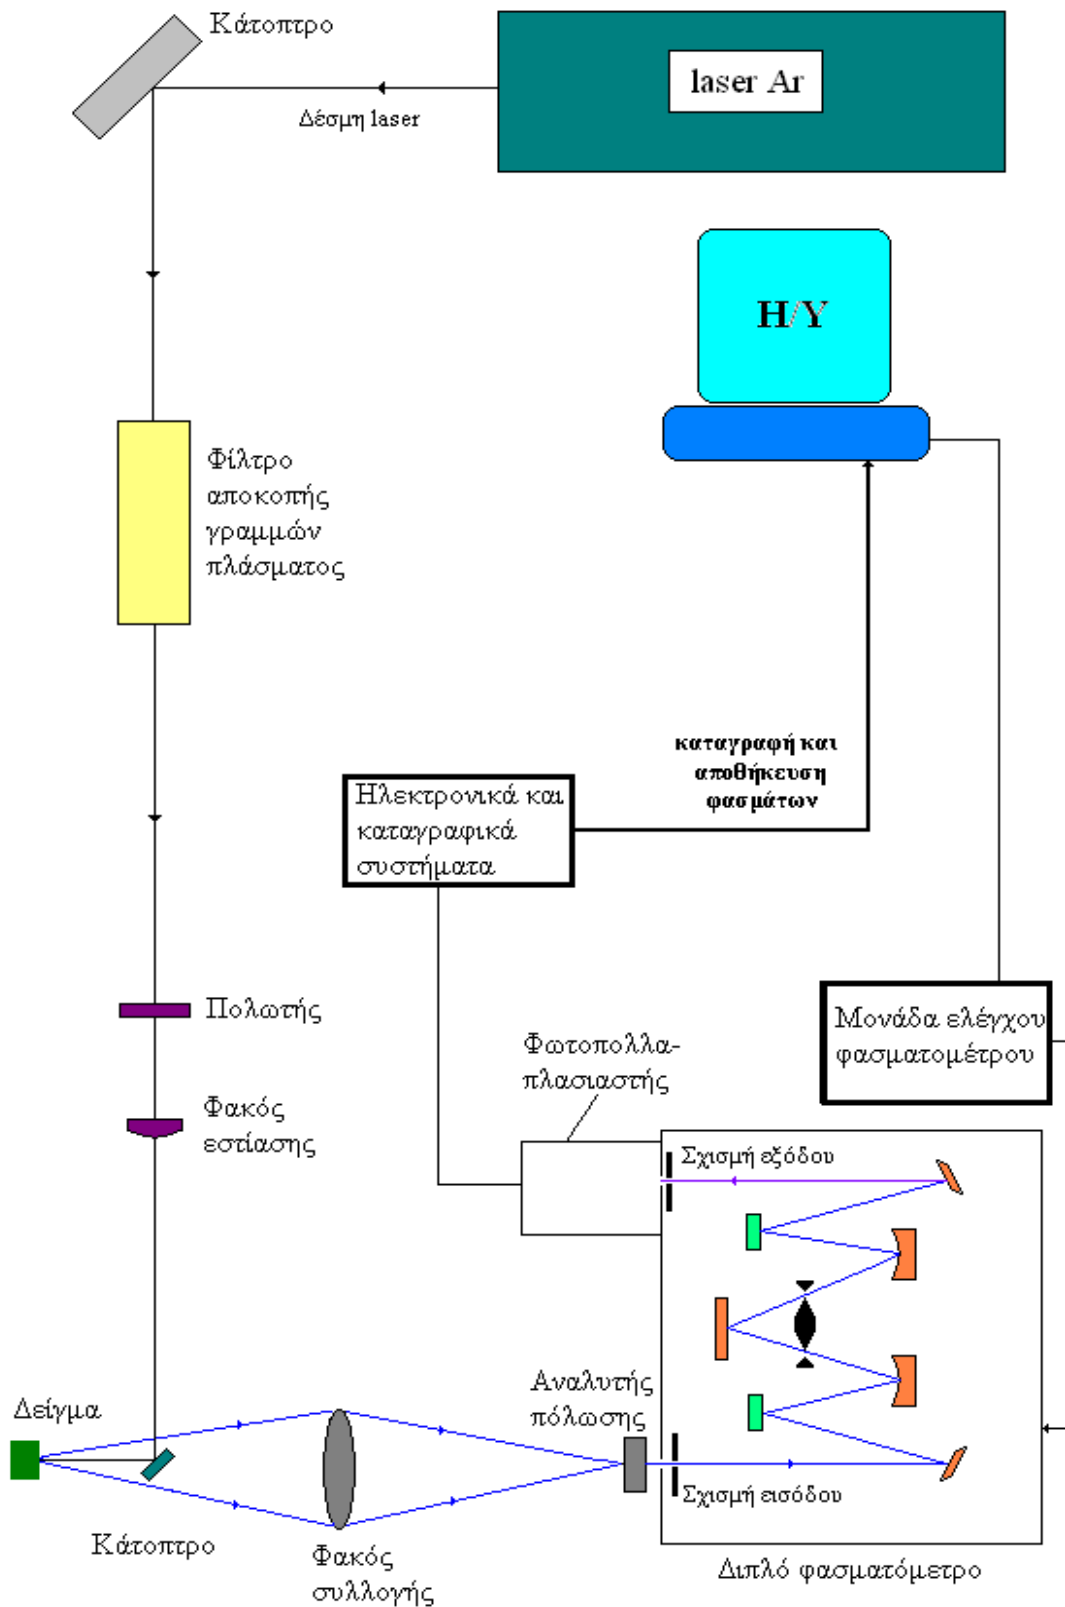 Κάτοπτρο
laser Ar
Δέσμη laser
Η/Υ
Φίλτρο
αποκοπής
γραμμών
πλάσματος
καταγραφή και
αποθήκευση
φασμάτων
Ηλεκτρονικά και
καταγραφικά
συστήματα
Πολωτής
Μονάδα ελέγχου
φασματομέτρου
Φωτοπολλα-
πλασιαστής
Φακός
εστίασης
Σχισμή εξόδου
Αναλυτής
πόλωσης
Δείγμα
Σχισμή εισόδου
Κάτοπτρο
Φακός
συλλογής
Διπλό φασματόμετρο